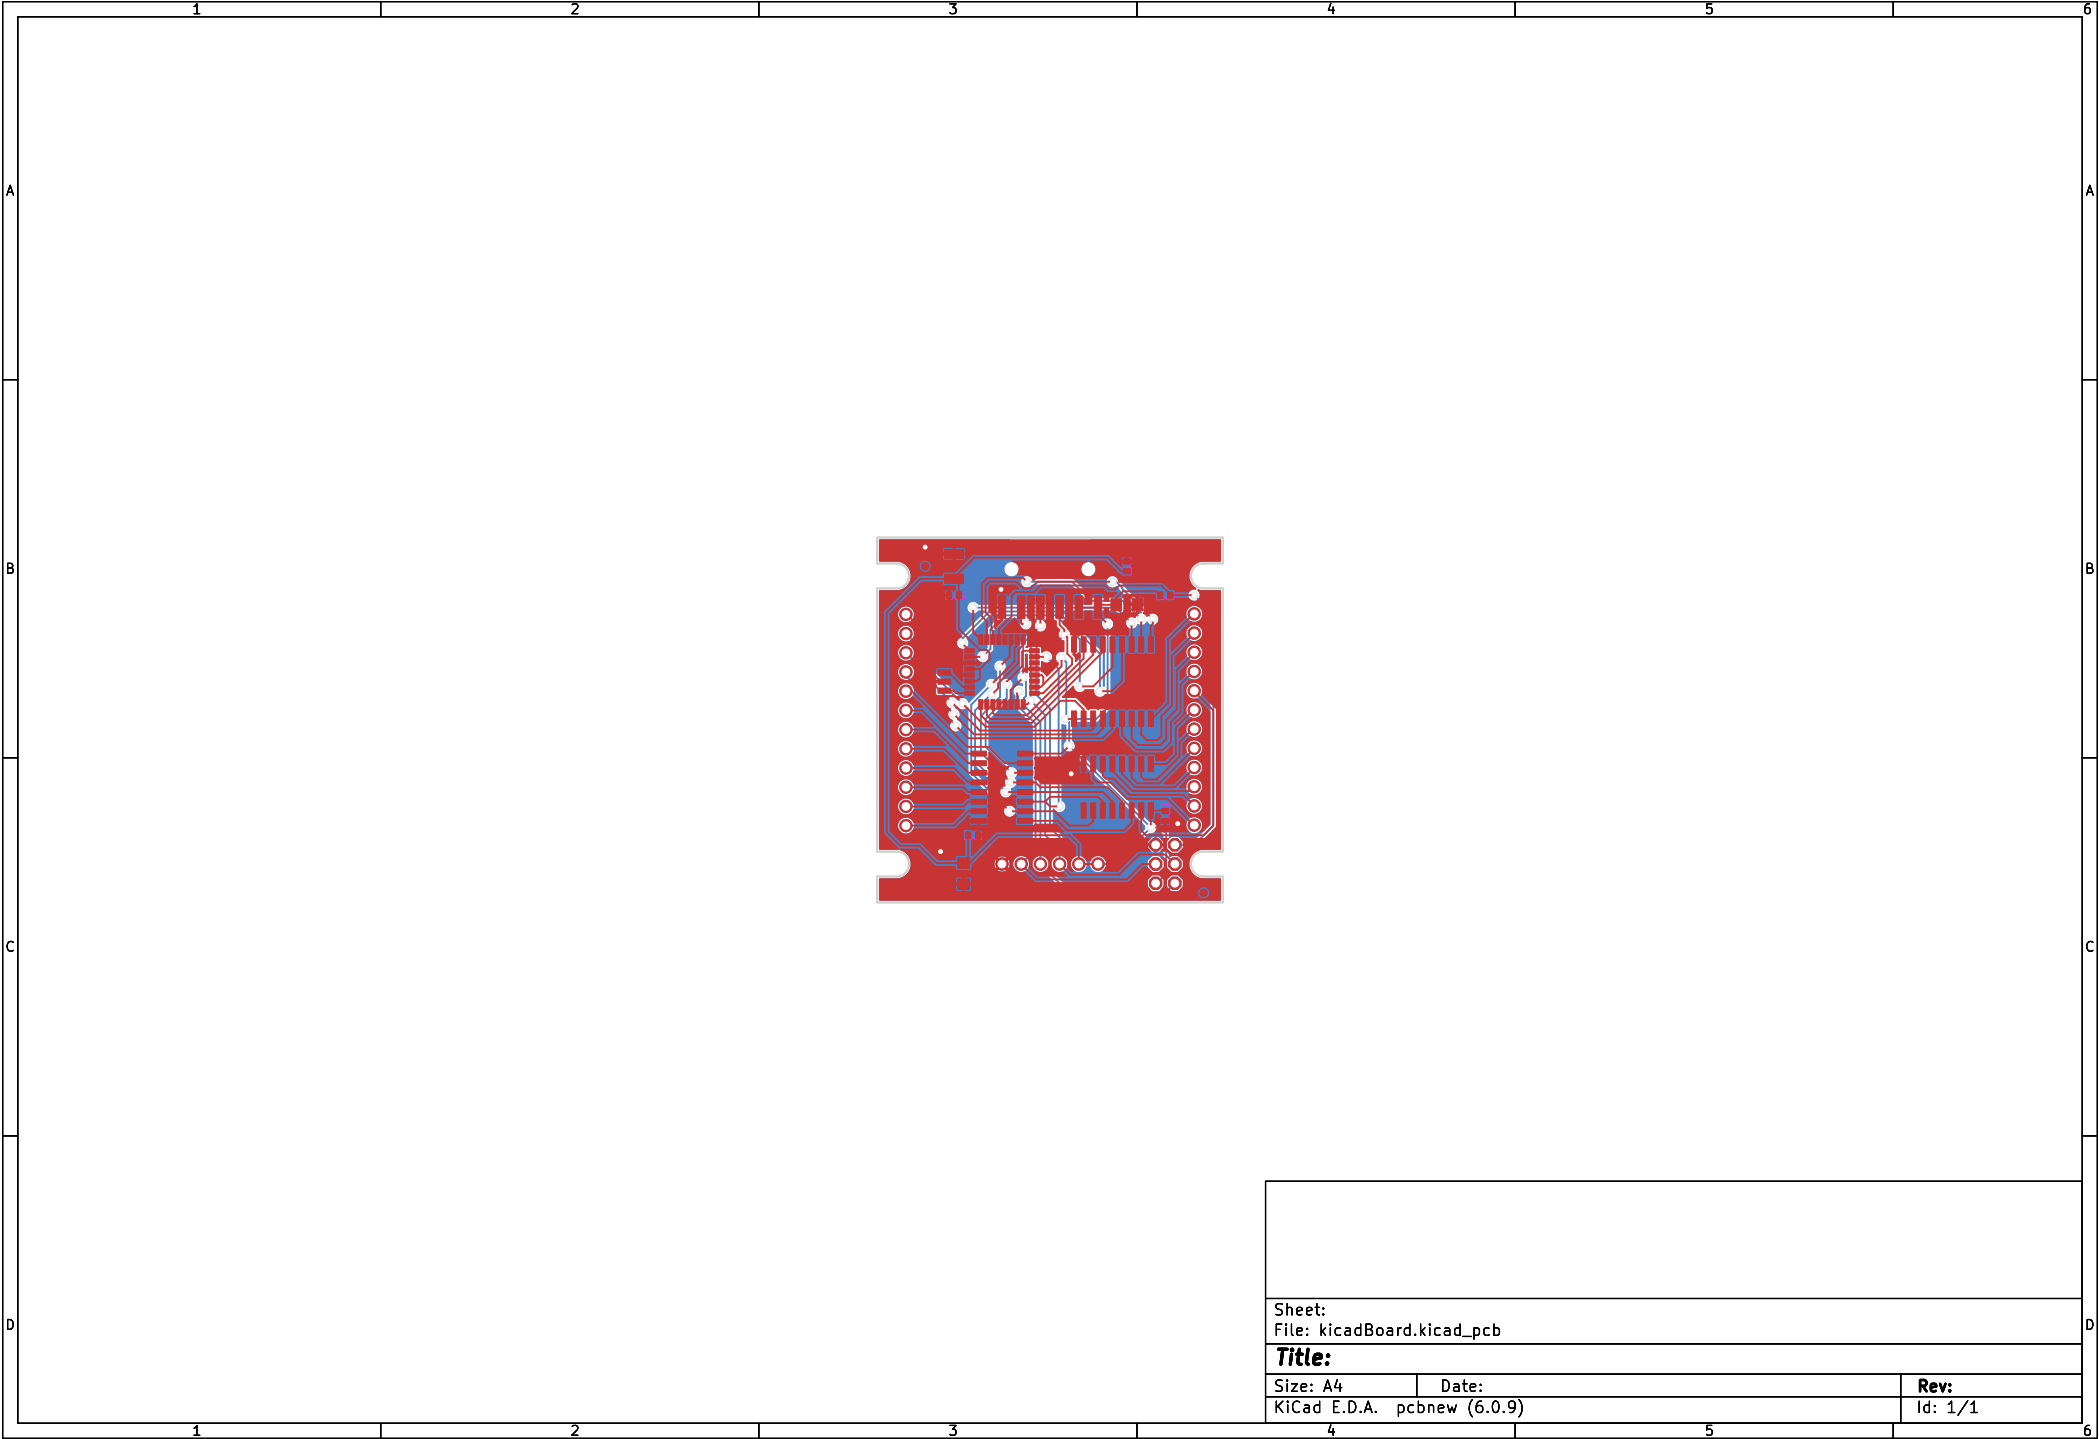 1 2 3 4 5 6
A A
B B
C C
D D
Sheet:
File: kicadBoard.kicad_pcb
Title:
Size: A4 Date: Rev:
KiCad E.D.A. pcbnew (6.0.9) Id: 1/1
1 2 3 4 5 6